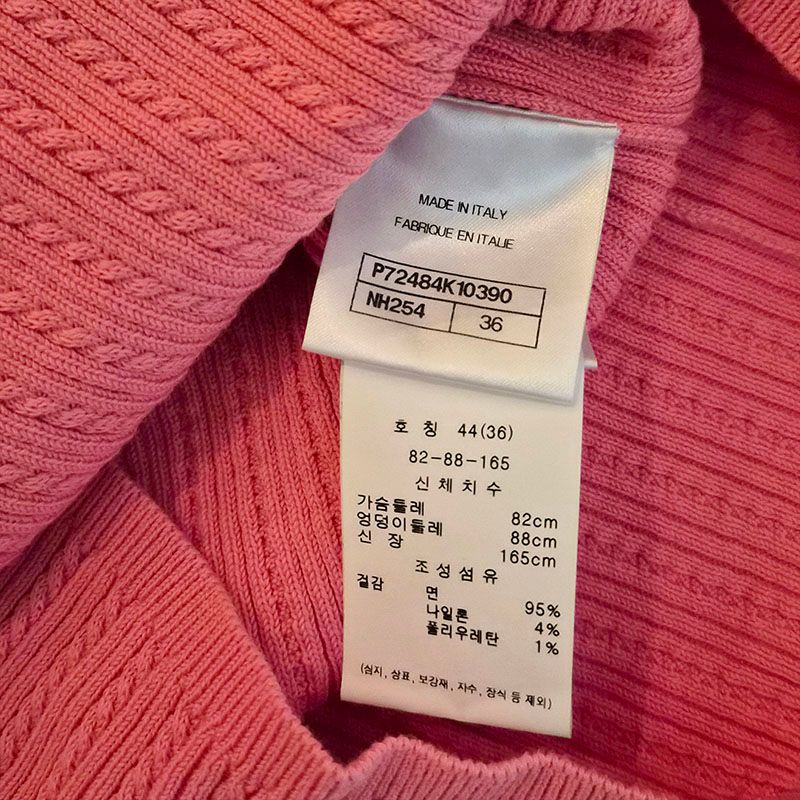 MADE IN ITALY
FABRIQUE EN ITALIE
P72484K10390
NH254 36
호 칭 44(36)
82-88-165
신 체 치 수
가슴둘레 82cm
엉덩이둘레 88cm
신 장 165cm
조 성 섬 유
겉감 면 95%
나일론 4%
폴리우레탄 1%
(심지, 상표, 보강재, 자수, 장식 등 제외)